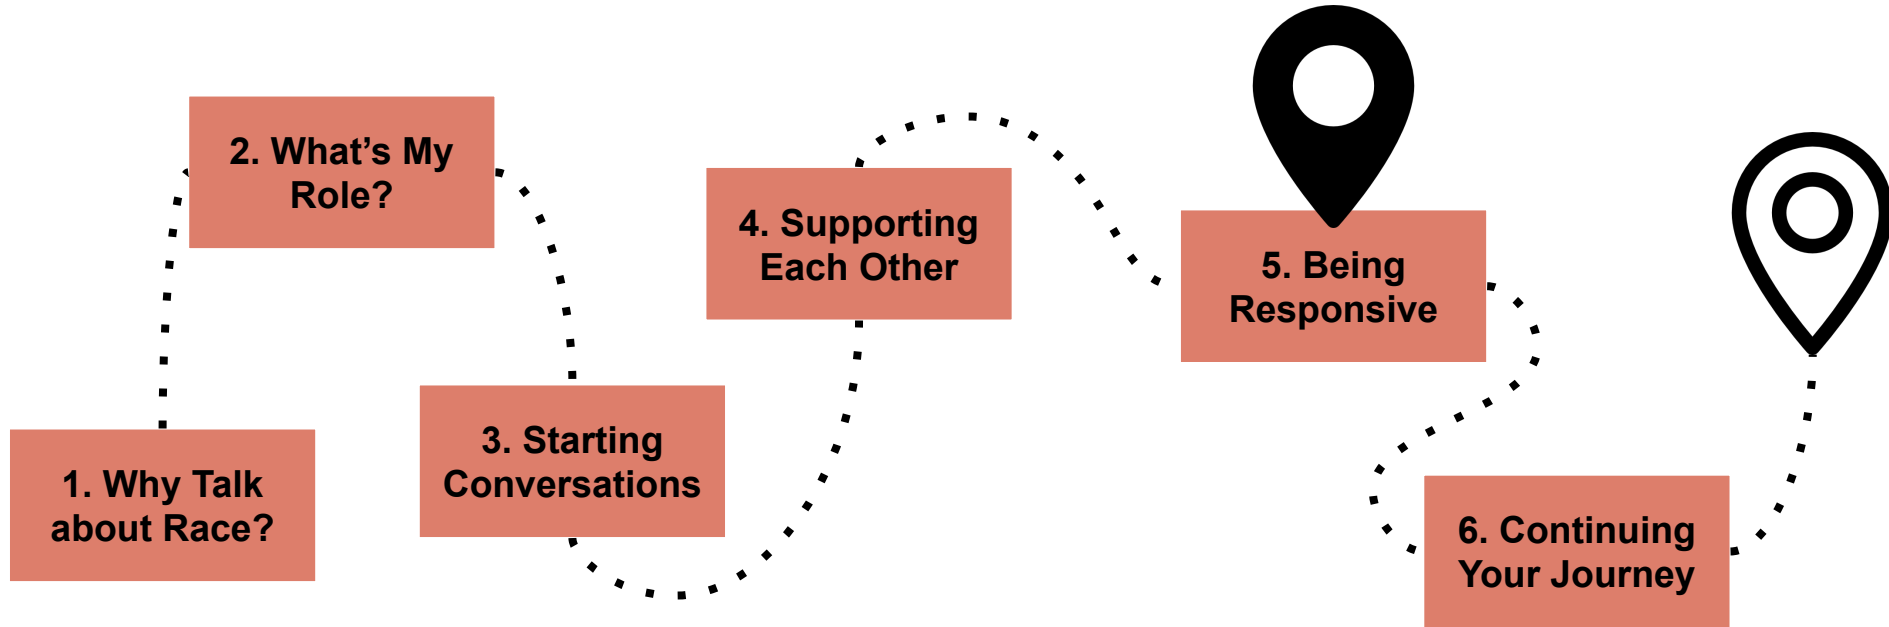 1. Why Talk
about Race?
2. What’s My
Role?
3. Starting
Conversations
4. Supporting
Each Other
5. Being
Responsive
6. Continuing
Your Journey